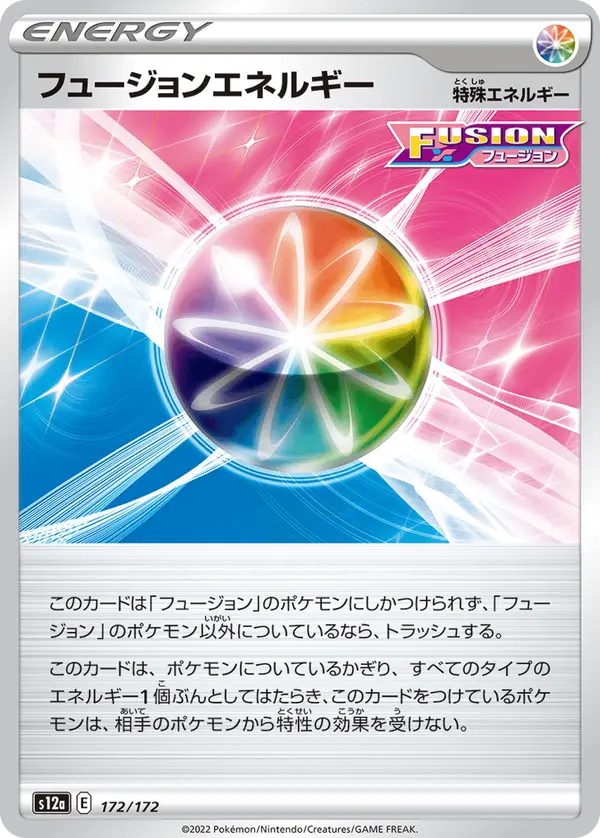 ENERGY
フュージョンエネルギー
とくしゅ
特殊エネルギー
FUSION
フュージョン
このカードは「フュージョン」のポケモンにしかつけられず、「フュー
いがい
ジョン」のポケモン以外についているなら、トラッシュする。
このカードは、ポケモンについているかぎり、すべてのタイプの
こ
エネルギー1個ぶんとしてはたらき、このカードをつけているポケ
あいて とくせい こうか う
モンは、相手のポケモンから特性の効果を受けない。
s12a E 172/172
©2022 Pokémon/Nintendo/Creatures/GAME FREAK.